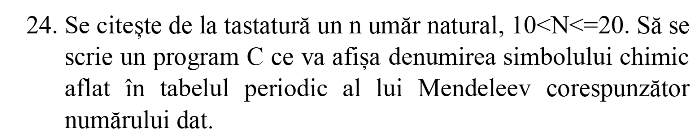 24. Se citește de la tastatură un n umăr natural, 10<N<=20. Să se
scrie un program C ce va afișa denumirea simbolului chimic
aflat în tabelul periodic al lui Mendeleev corespunzător
numărului dat.